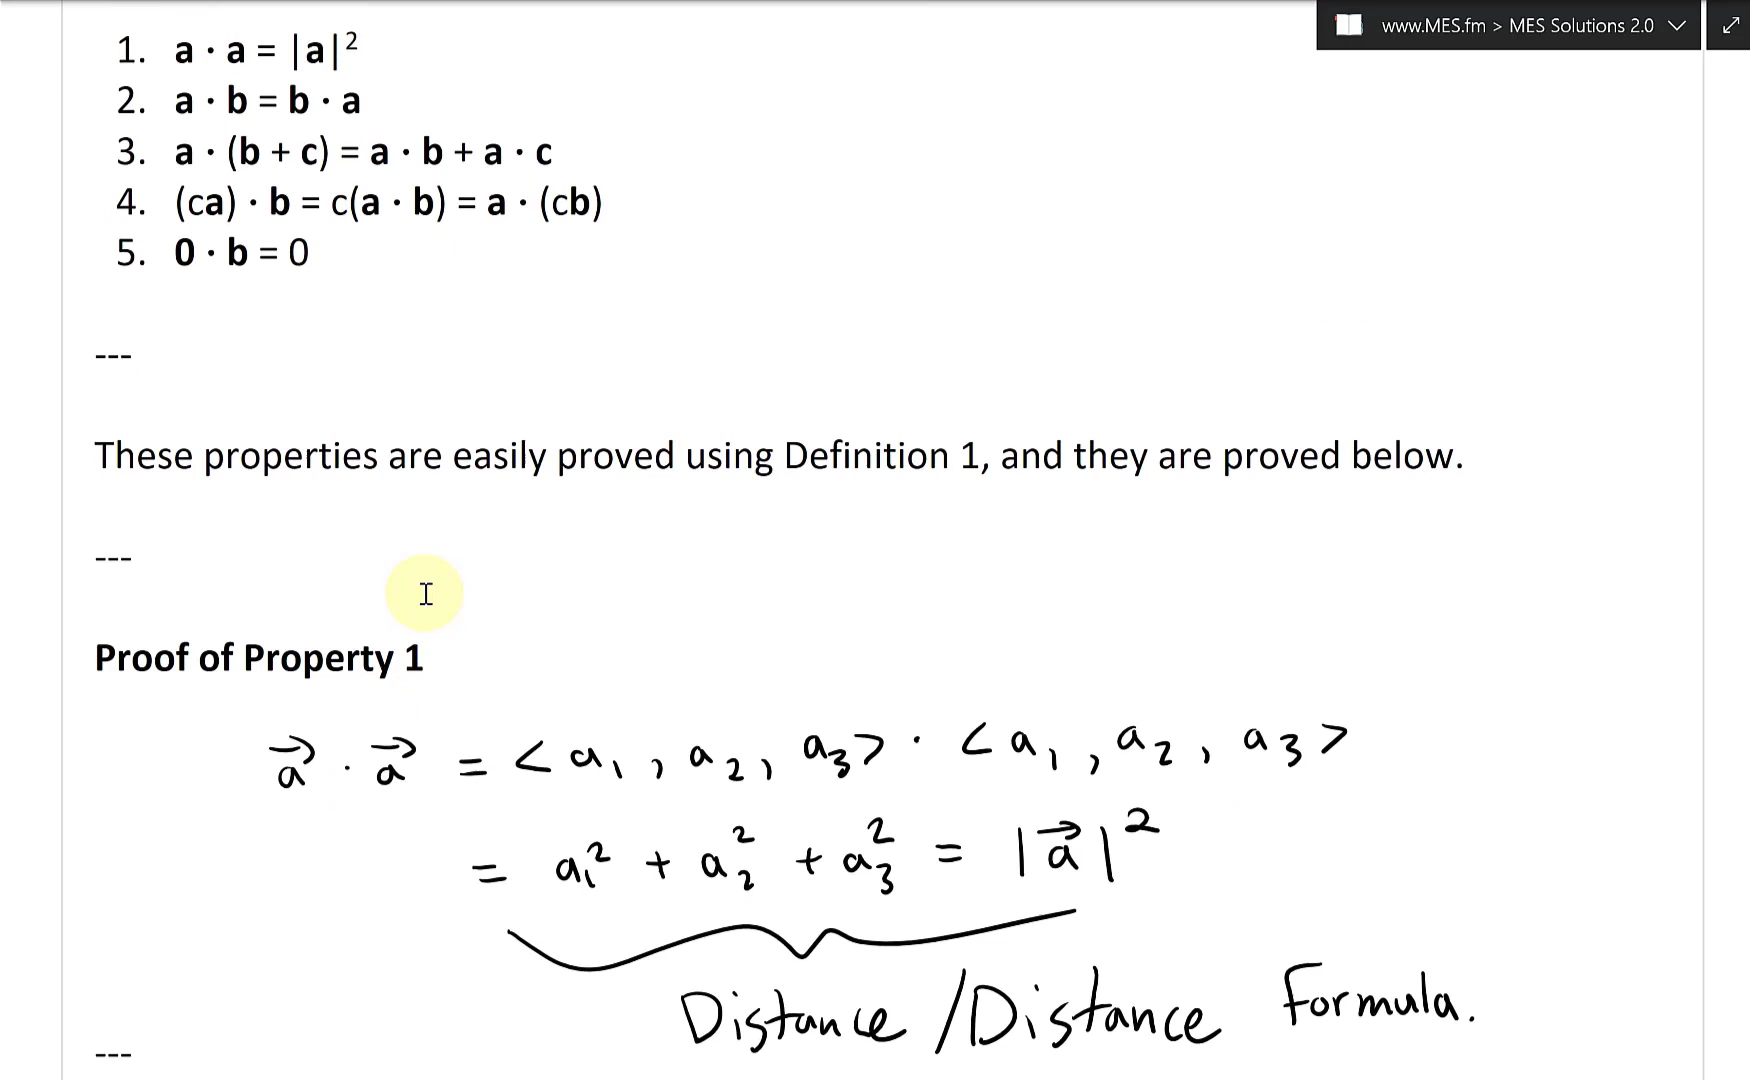 www.MES.fm > MES Solutions 2.0
1. a · a = |a|²
2. a · b = b · a
3. a · (b + c) = a · b + a · c
4. (ca) · b = c(a · b) = a · (cb)
5. 0 · b = 0
---
These properties are easily proved using Definition 1, and they are proved below.
---
Proof of Property 1
a⃗ · a⃗ = < a₁ , a₂ , a₃ > · < a₁ , a₂ , a₃ >
= a₁² + a₂² + a₃² = |a⃗|²
Distance /Distance Formula.
---